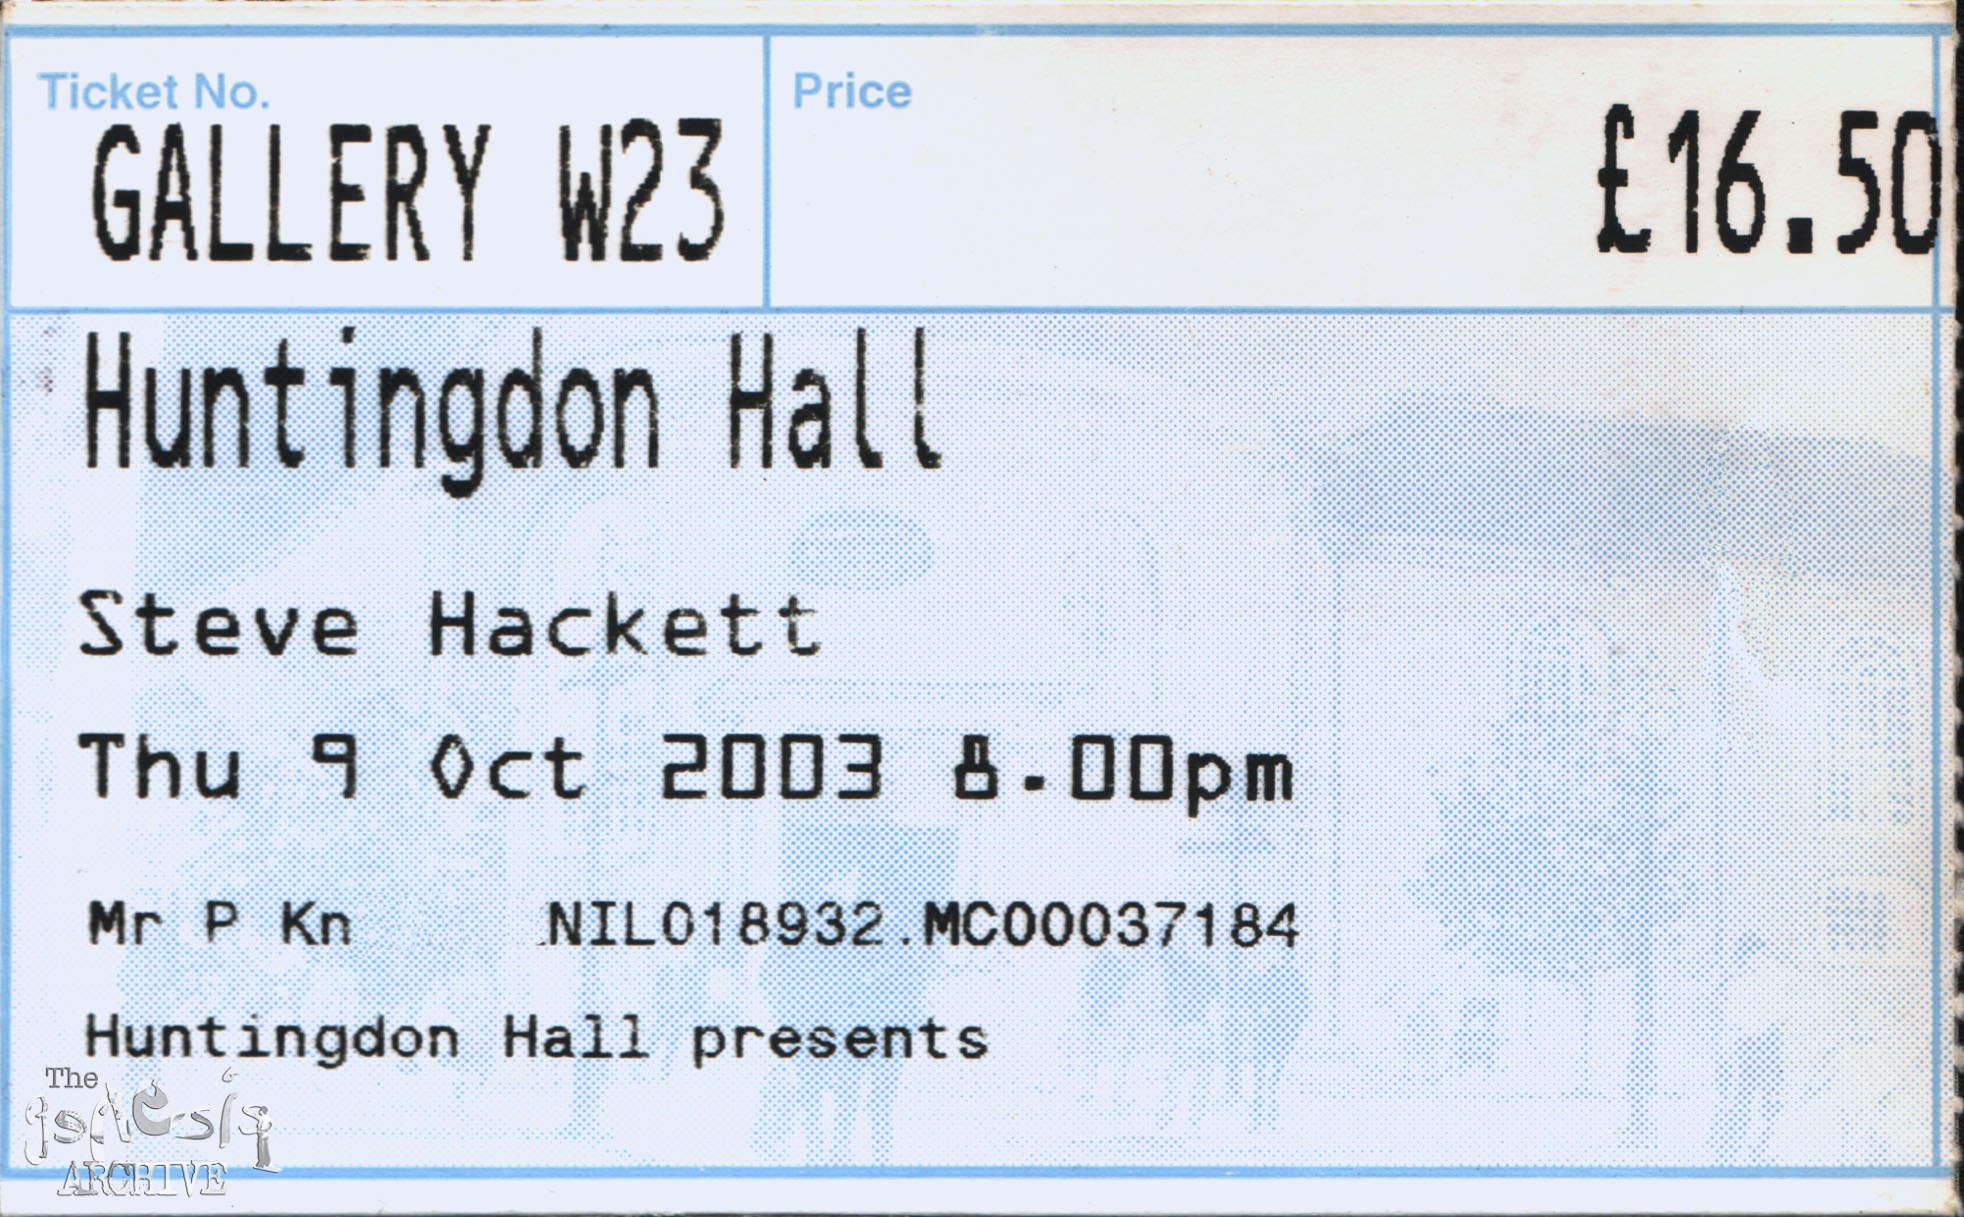 Ticket No.
GALLERY W23
Price
£16.50
Huntingdon Hall
Steve Hackett
Thu 9 Oct 2003 8.00pm
Mr P Kn NIL018932.MC00037184
Huntingdon Hall presents
The
genesis
ARCHIVE